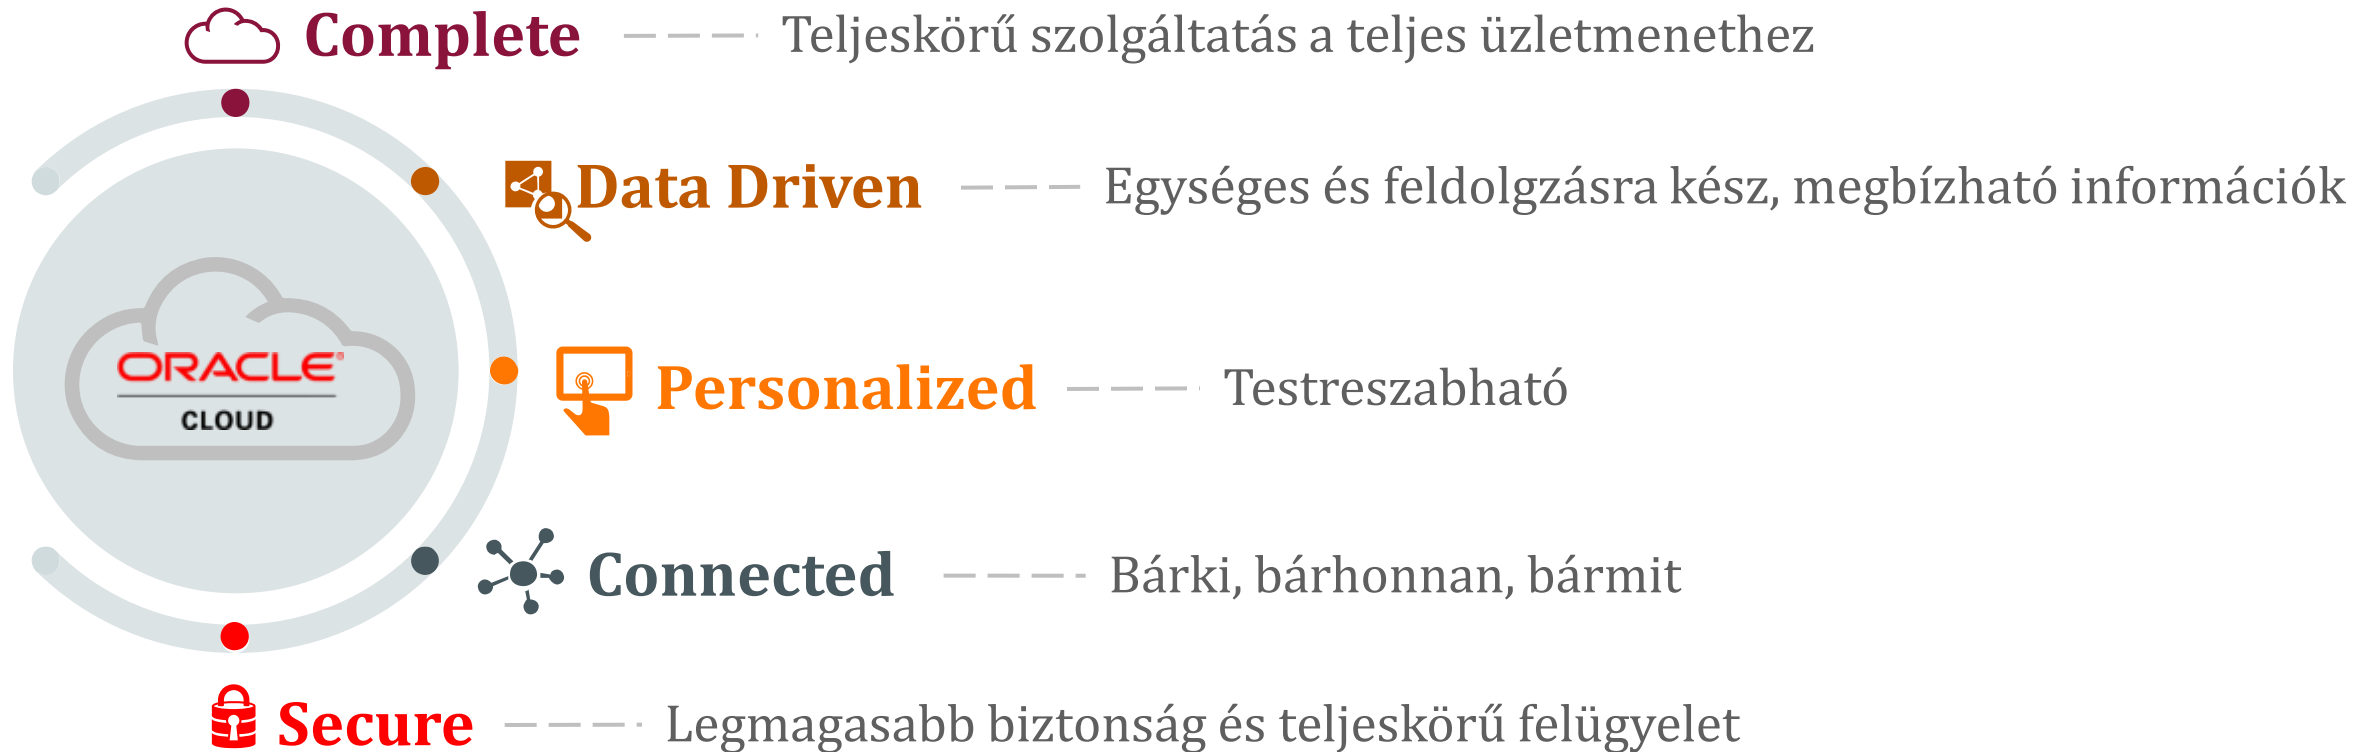 Complete Teljeskörű szolgáltatás a teljes üzletmenethez
Data Driven Egységes és feldolgzásra kész, megbízható információk
ORACLE®
CLOUD
Personalized Testreszabható
Connected Bárki, bárhonnan, bármit
Secure Legmagasabb biztonság és teljeskörű felügyelet